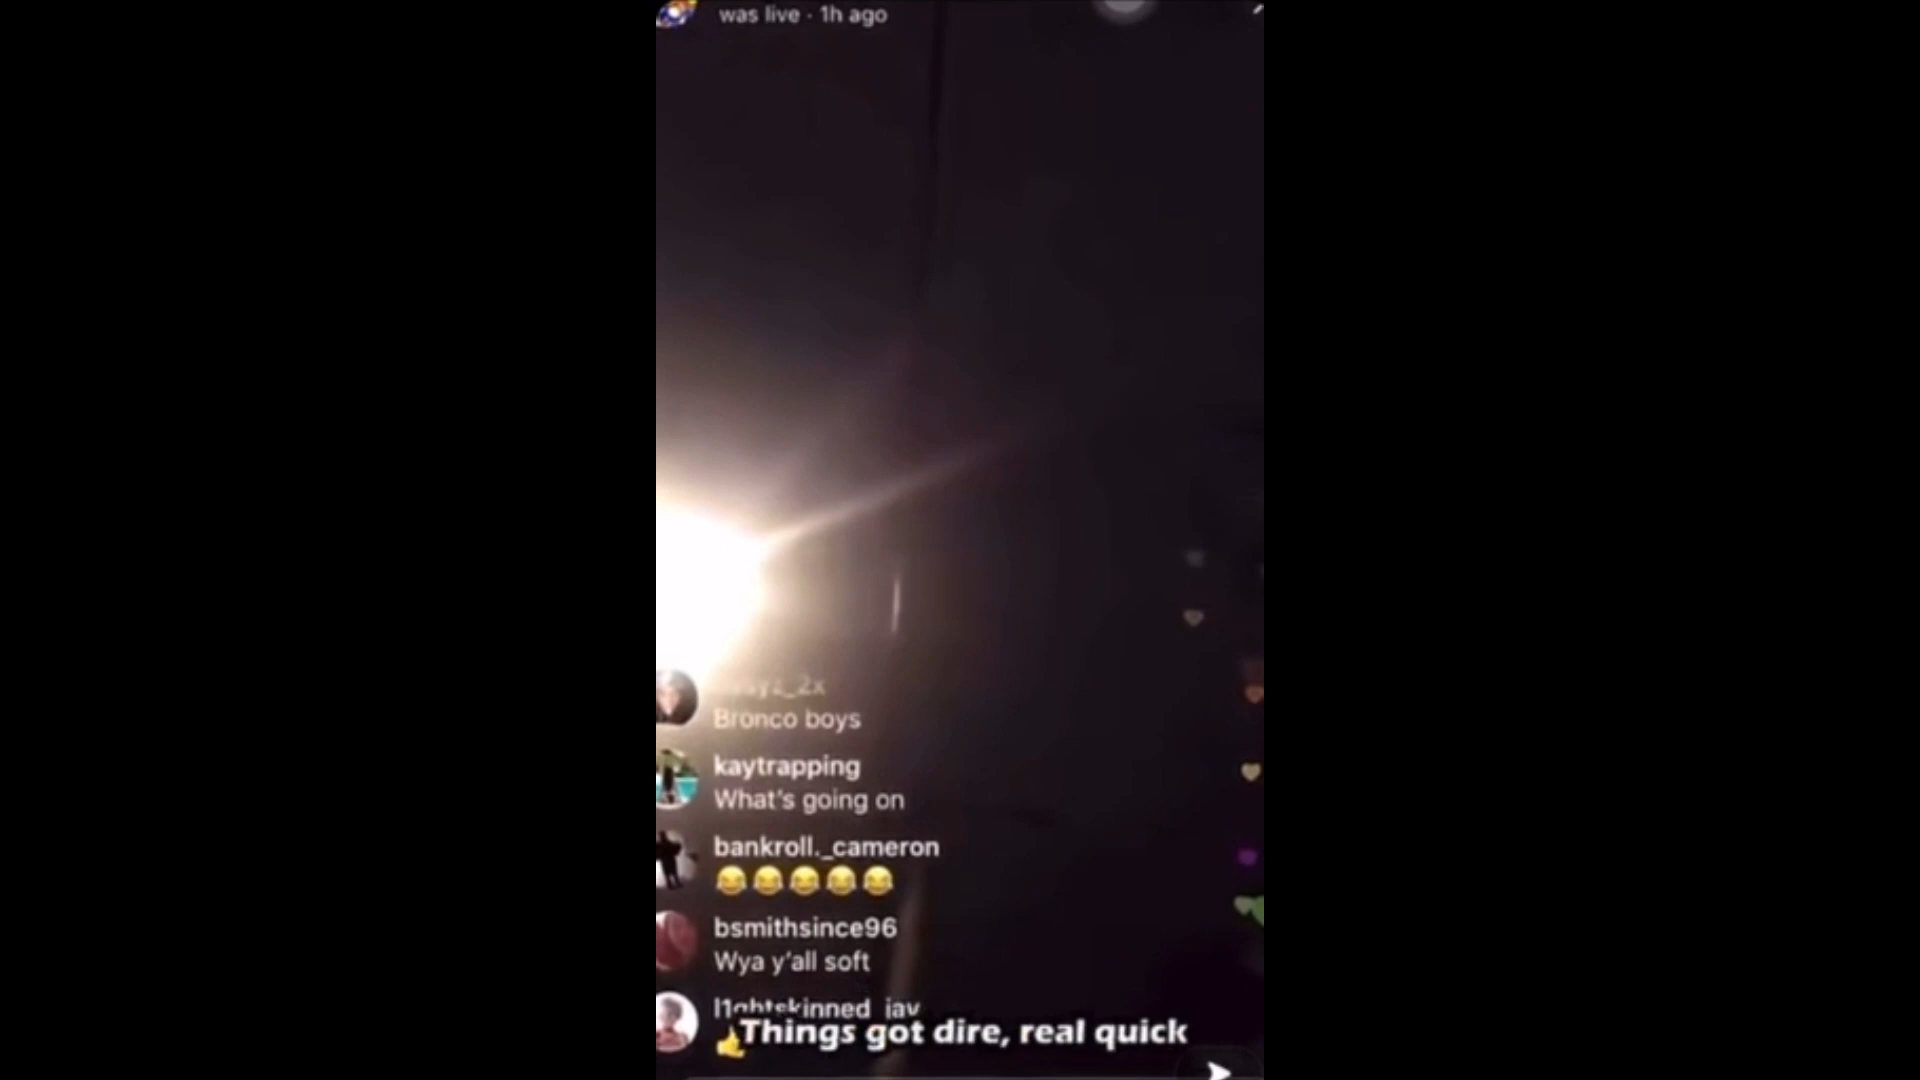 was live · 1h ago
Bronco boys
kaytrapping
What's going on
bankroll._cameron
😂😂😂😂😂
bsmithsince96
Wya y'all soft
l1ghtskinned_jay
🤙
Things got dire, real quick